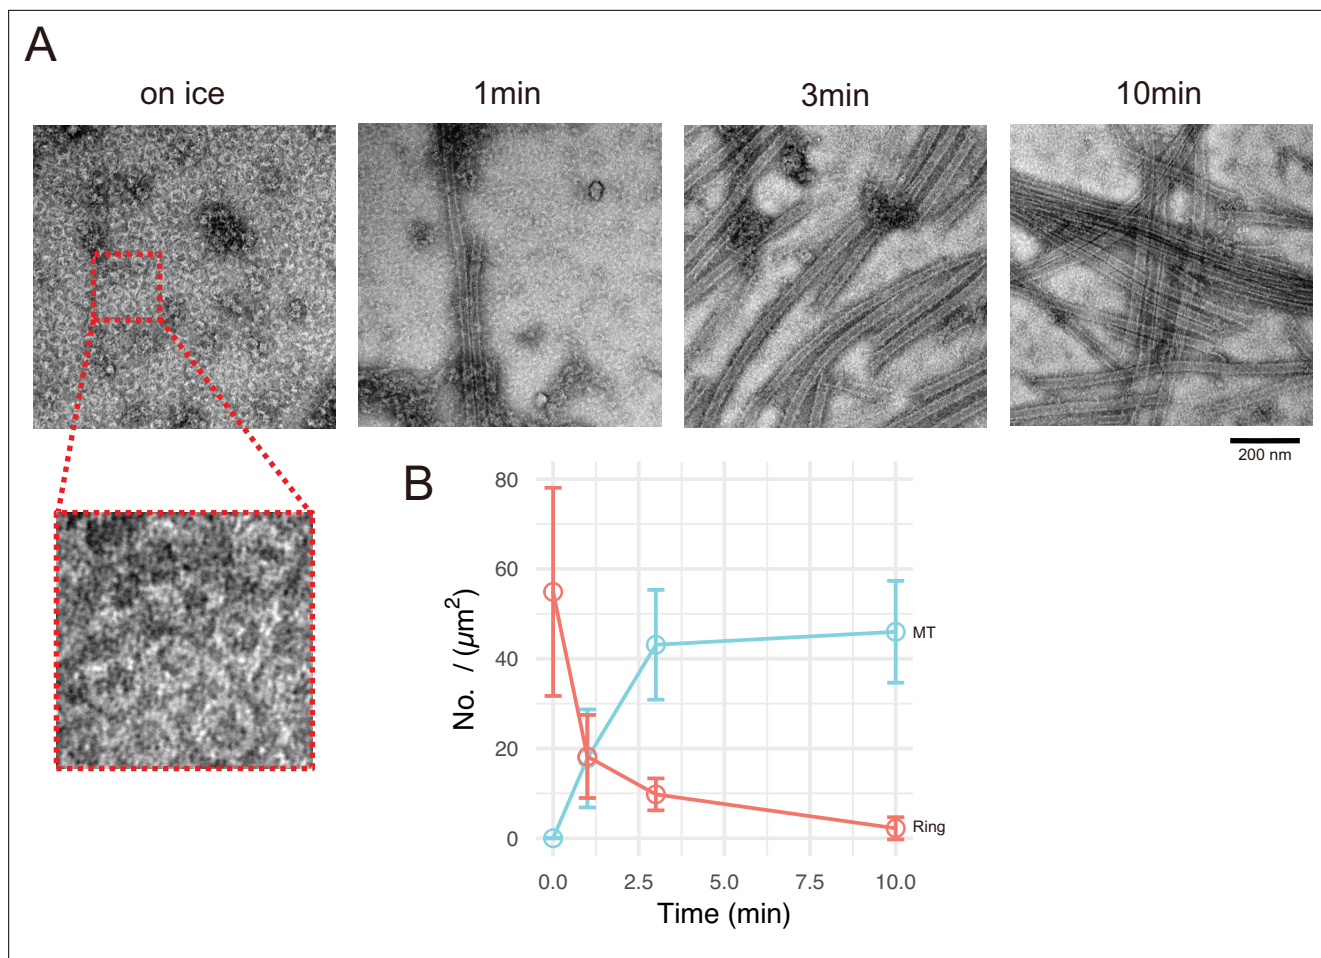 A
on ice
1min
3min
10min
200 nm
B
80
60
40
20
0
No. / (μm²)
MT
Ring
0.0
2.5
5.0
7.5
10.0
Time (min)